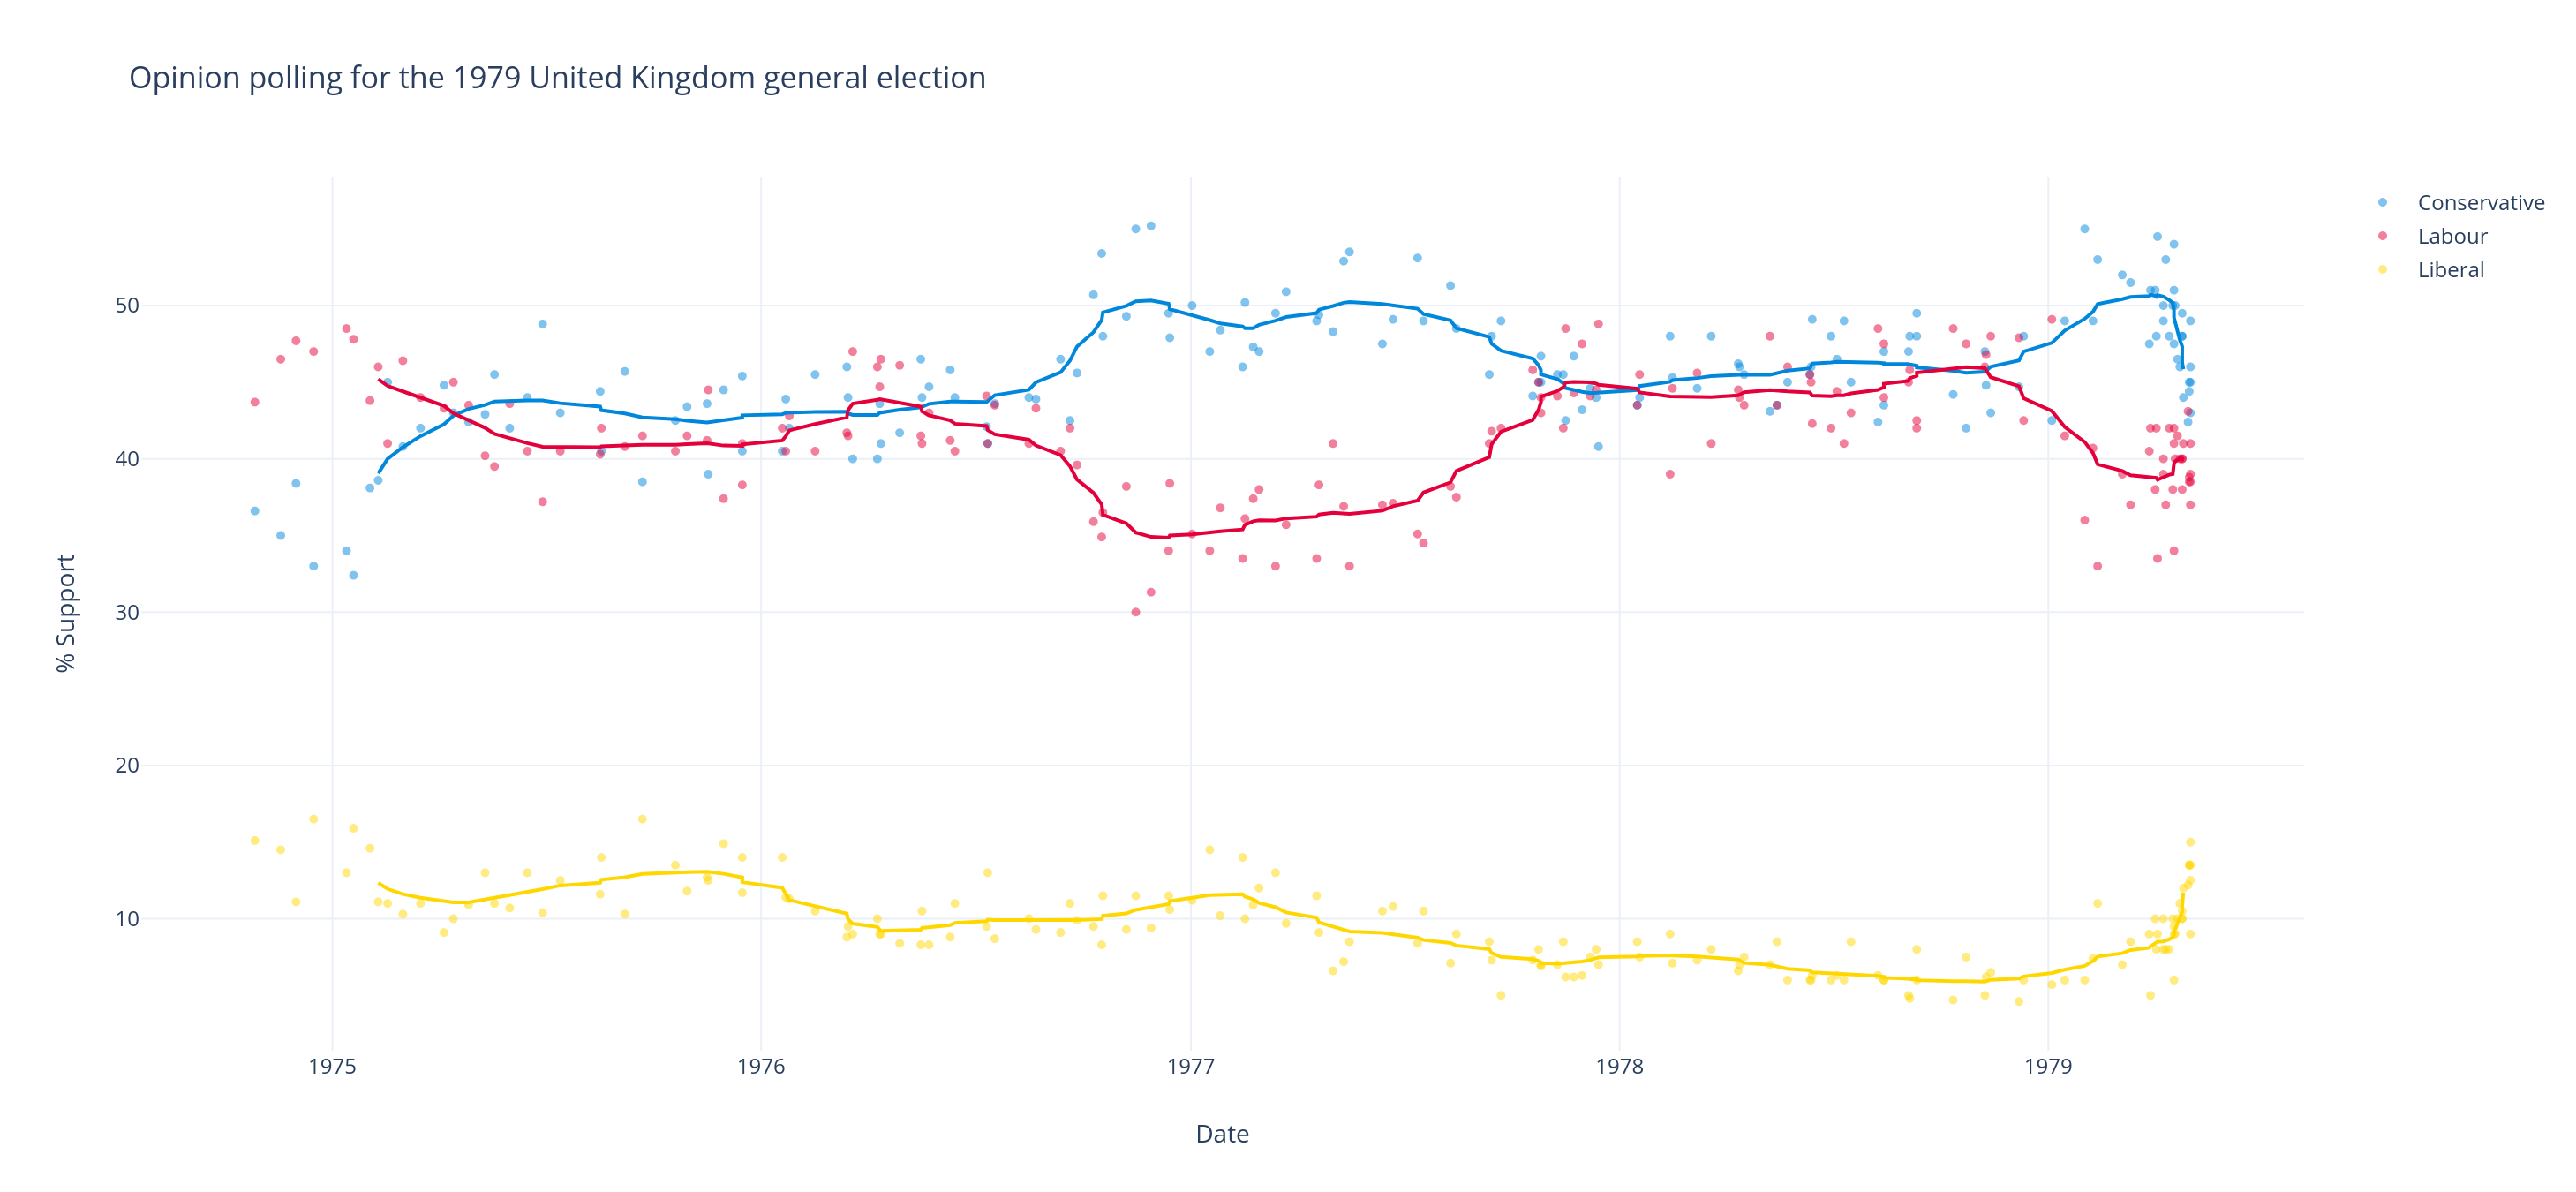 Opinion polling for the 1979 United Kingdom general election
Conservative
Labour
Liberal
% Support
50
40
30
20
10
1975
1976
1977
1978
1979
Date